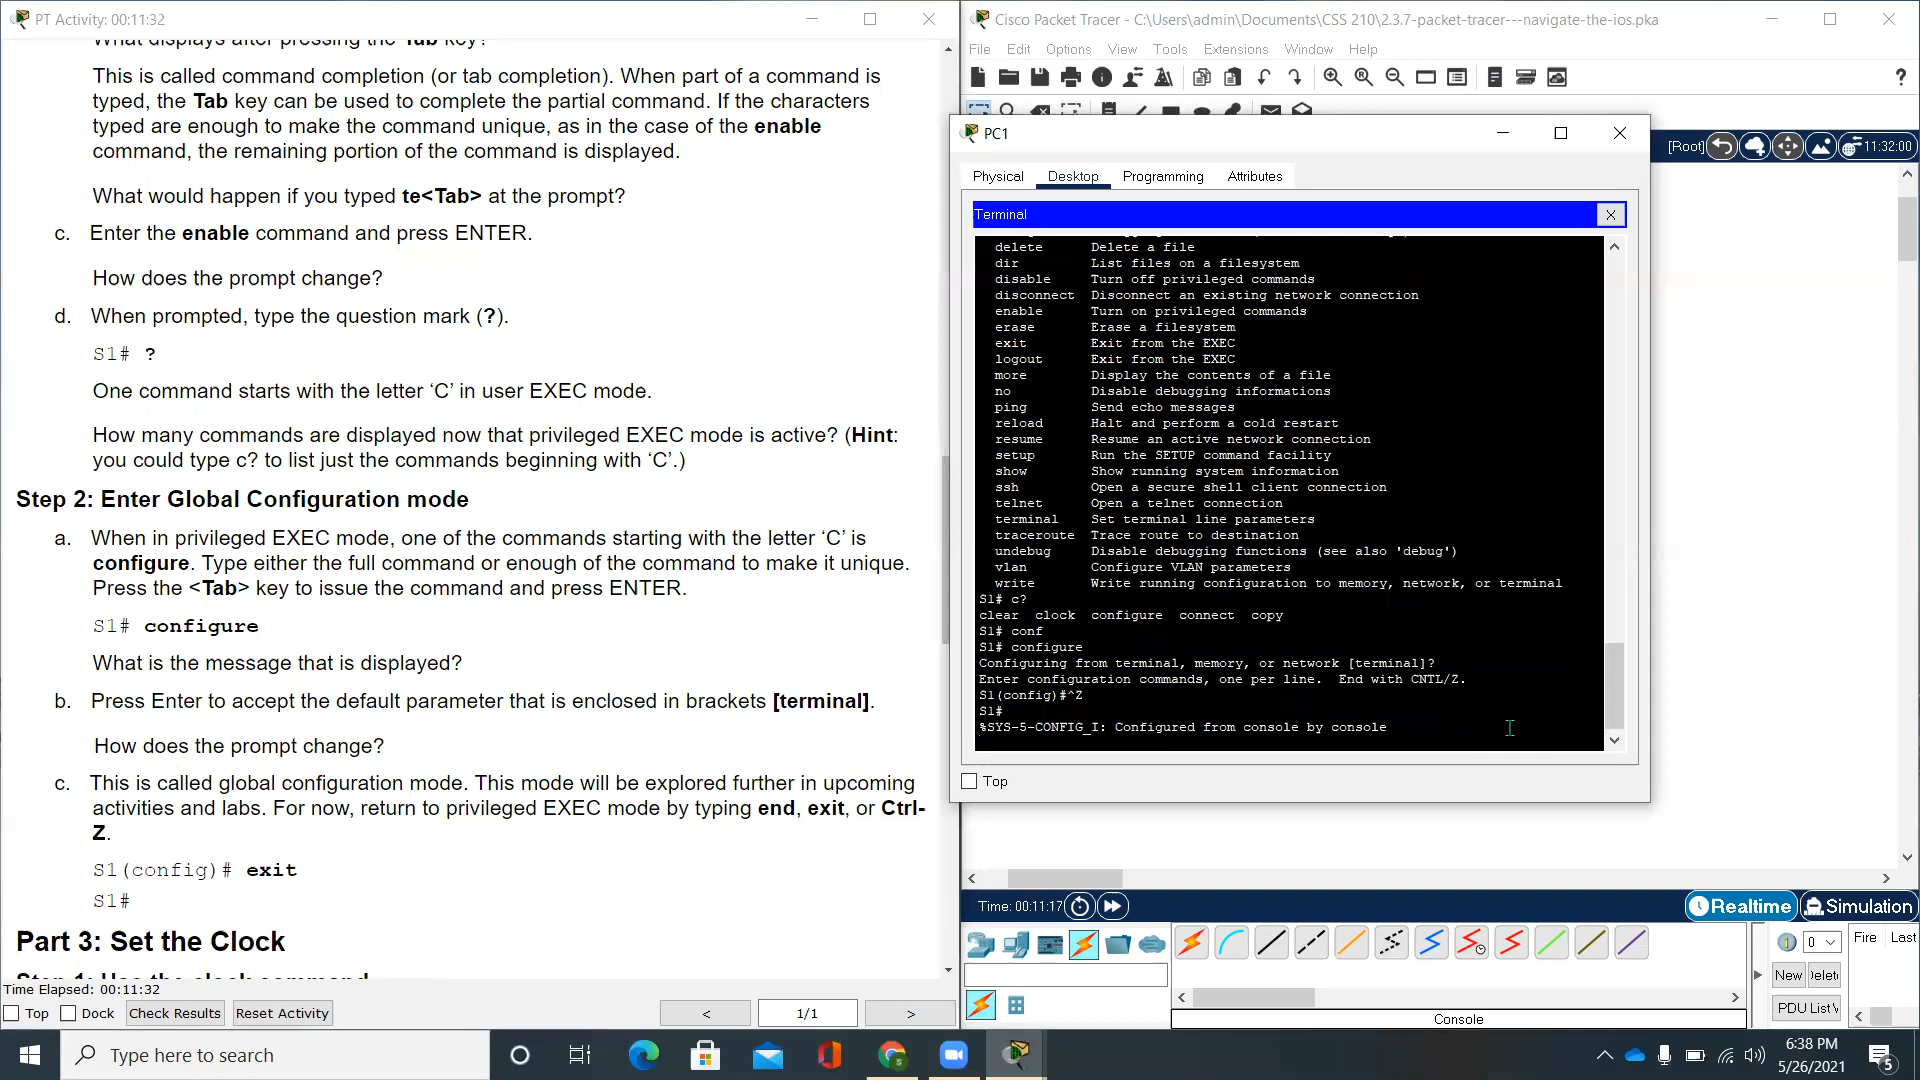 PT Activity: 00:11:32
What displays after pressing the Tab key?
This is called command completion (or tab completion). When part of a command is
typed, the Tab key can be used to complete the partial command. If the characters
typed are enough to make the command unique, as in the case of the enable
command, the remaining portion of the command is displayed.
What would happen if you typed te<Tab> at the prompt?
c. Enter the enable command and press ENTER.
How does the prompt change?
d. When prompted, type the question mark (?).
S1# ?
One command starts with the letter ‘C’ in user EXEC mode.
How many commands are displayed now that privileged EXEC mode is active? (Hint:
you could type c? to list just the commands beginning with ‘C’.)
Step 2: Enter Global Configuration mode
a. When in privileged EXEC mode, one of the commands starting with the letter ‘C’ is
configure. Type either the full command or enough of the command to make it unique.
Press the <Tab> key to issue the command and press ENTER.
S1# configure
What is the message that is displayed?
b. Press Enter to accept the default parameter that is enclosed in brackets [terminal].
How does the prompt change?
c. This is called global configuration mode. This mode will be explored further in upcoming
activities and labs. For now, return to privileged EXEC mode by typing end, exit, or Ctrl-
Z.
S1(config)# exit
S1#
Part 3: Set the Clock
Step 1: Use the clock command
Time Elapsed: 00:11:32
Top Dock Check Results Reset Activity < 1/1 >
Cisco Packet Tracer - C:\Users\admin\Documents\CSS 210\2.3.7-packet-tracer---navigate-the-ios.pka
File Edit Options View Tools Extensions Window Help
?
[Root] 11:32:00
PC1
Physical Desktop Programming Attributes
Terminal X
delete Delete a file
dir List files on a filesystem
disable Turn off privileged commands
disconnect Disconnect an existing network connection
enable Turn on privileged commands
erase Erase a filesystem
exit Exit from the EXEC
logout Exit from the EXEC
more Display the contents of a file
no Disable debugging informations
ping Send echo messages
reload Halt and perform a cold restart
resume Resume an active network connection
setup Run the SETUP command facility
show Show running system information
ssh Open a secure shell client connection
telnet Open a telnet connection
terminal Set terminal line parameters
traceroute Trace route to destination
undebug Disable debugging functions (see also 'debug')
vlan Configure VLAN parameters
write Write running configuration to memory, network, or terminal
S1# c?
clear clock configure connect copy
S1# conf
S1# configure
Configuring from terminal, memory, or network [terminal]?
Enter configuration commands, one per line. End with CNTL/Z.
S1(config)#^Z
S1#
%SYS-5-CONFIG_I: Configured from console by console
Top
Time: 00:11:17 Realtime Simulation
0 Fire Last
New
PDU List
Console
Type here to search
6:38 PM
5/26/2021
5